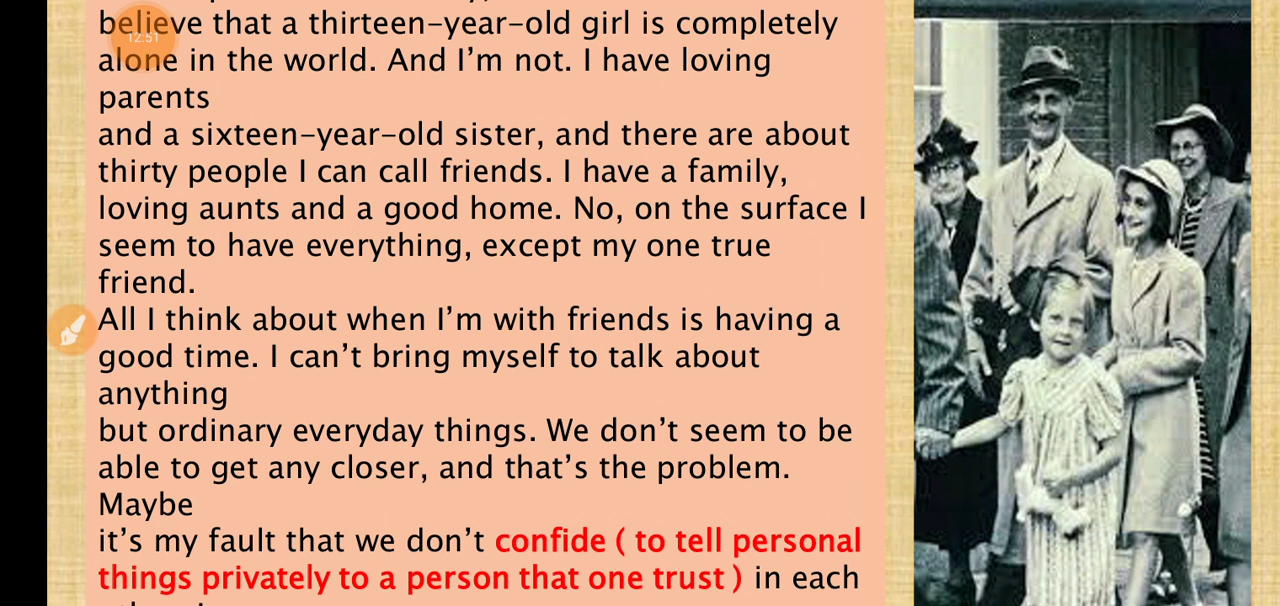 believe that a thirteen-year-old girl is completely
12:51
alone in the world. And I'm not. I have loving
parents
and a sixteen-year-old sister, and there are about
thirty people I can call friends. I have a family,
loving aunts and a good home. No, on the surface I
seem to have everything, except my one true
friend.
All I think about when I'm with friends is having a
good time. I can't bring myself to talk about
anything
but ordinary everyday things. We don't seem to be
able to get any closer, and that's the problem.
Maybe
it's my fault that we don't confide ( to tell personal
things privately to a person that one trust ) in each